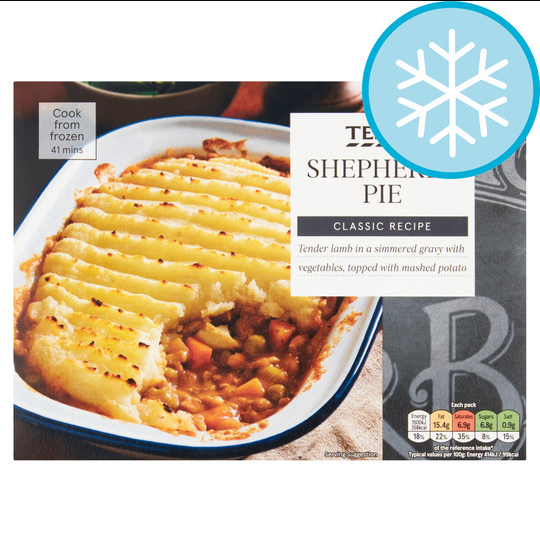 Cook
from
frozen
41 mins
SHEPHER
PIE
CLASSIC RECIPE
Tender lamb in a simmered gravy with
vegetables, topped with mashed potato
B
Each pack
Energy Fat Saturates Sugars Salt
1500kJ
358kcal 15.4g 6.9g 6.8g 0.9g
18% 22% 35% 8% 15%
of the reference intake*
Typical values per 100g: Energy 414kJ / 99kcal
Serving Suggestion